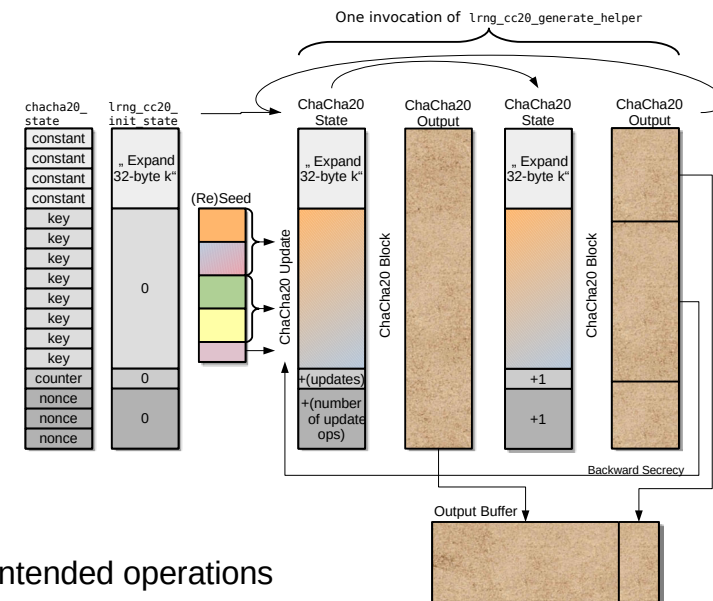 One invocation of lrng_cc20_generate_helper
chacha20_
state
lrng_cc20_
init_state
ChaCha20
State
ChaCha20
Output
ChaCha20
State
ChaCha20
Output
constant
constant
constant
constant
key
key
key
key
key
key
key
key
counter
nonce
nonce
nonce
„ Expand
32-byte k“
0
0
0
(Re)Seed
ChaCha20 Update
„ Expand
32-byte k“
+(updates)
+(number
of update
ops)
ChaCha20 Block
„ Expand
32-byte k“
+1
+1
ChaCha20 Block
Backward Secrecy
Output Buffer
ntended operations